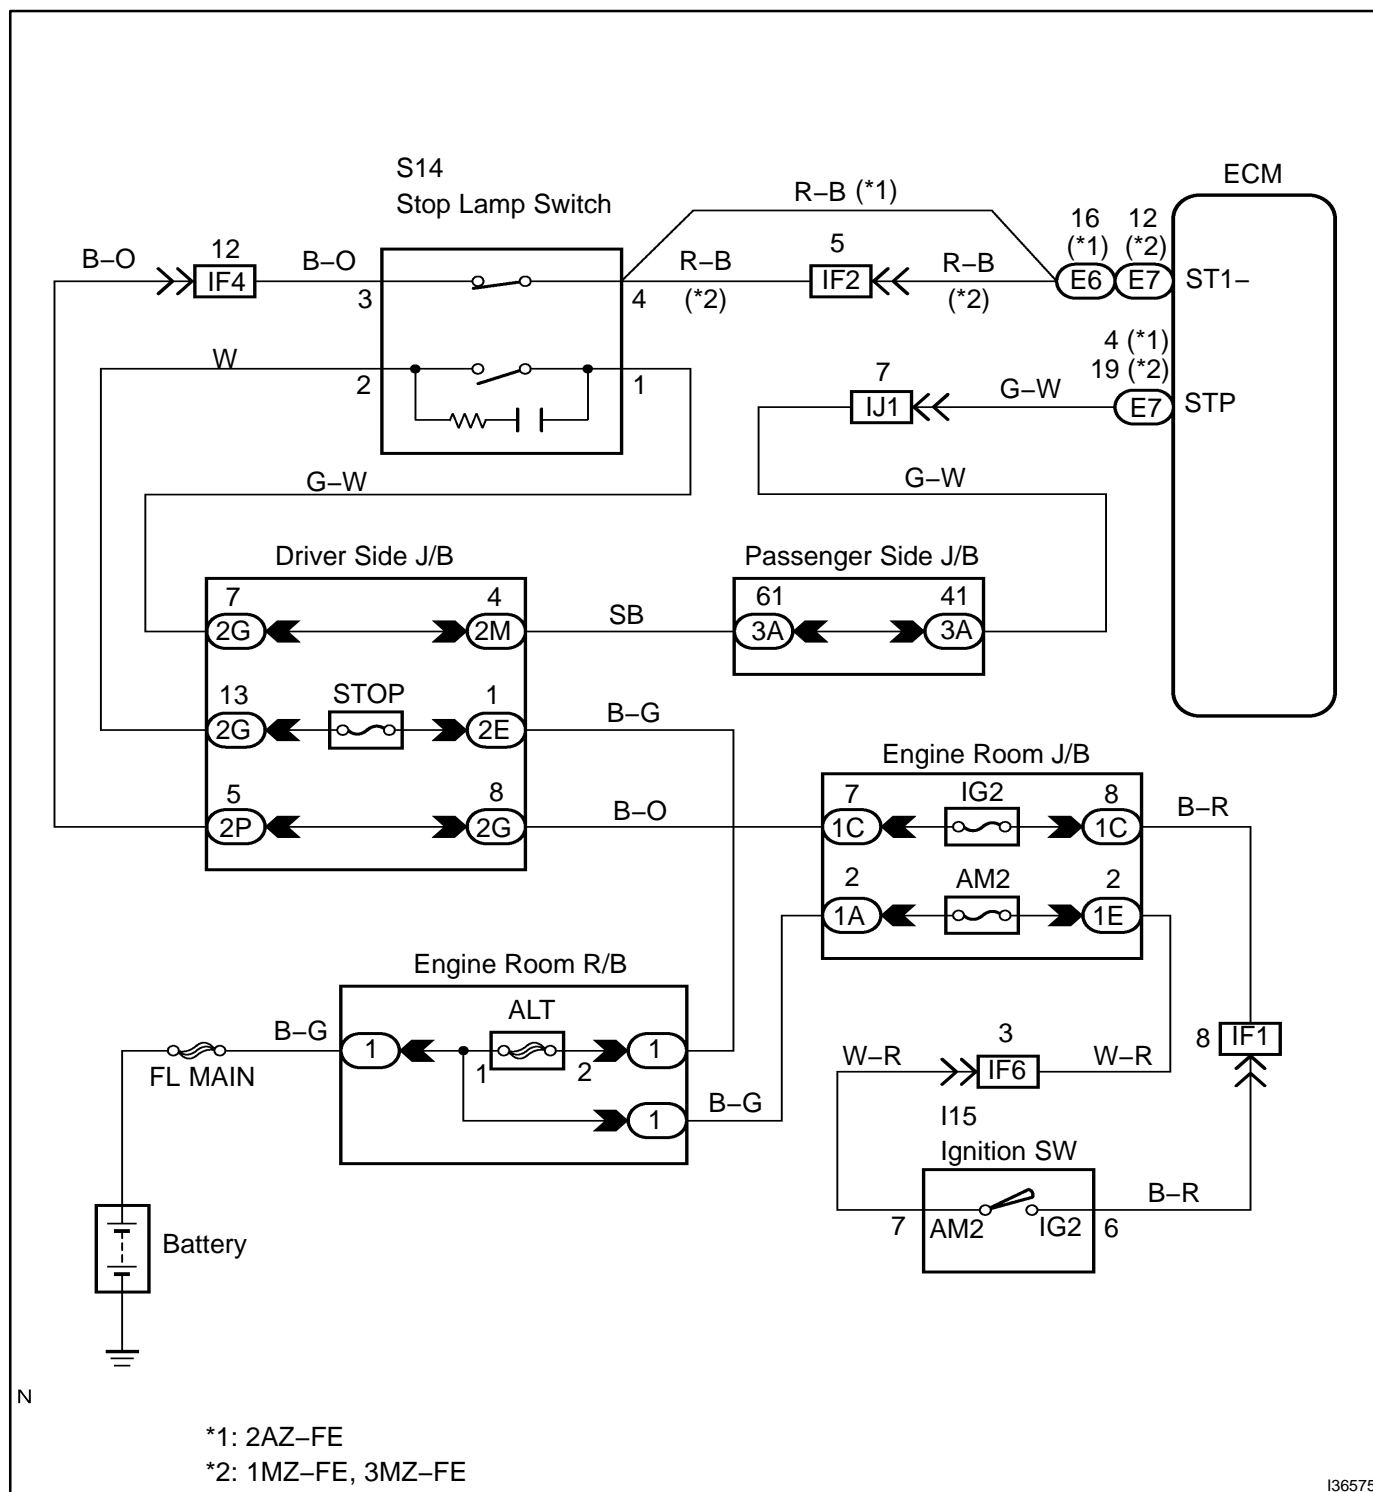 S14
Stop Lamp Switch
ECM
R–B (*1)
16 12
(*1) (*2)
12
5
B–O
IF4
B–O
3
4
R–B
(*2)
IF2
R–B
(*2)
E6 E7
ST1–
4 (*1)
19 (*2)
W
2
1
7
IJ1
G–W
E7
STP
G–W
G–W
Driver Side J/B
Passenger Side J/B
7
4
61
41
2G
2M
SB
3A
3A
13
STOP
1
2G
2E
B–G
Engine Room J/B
5
8
7
IG2
8
2P
2G
B–O
1C
1C
B–R
2
AM2
2
1A
1E
Engine Room R/B
ALT
B–G
1
1
2
1
FL MAIN
B–G
1
3
8 IF1
W–R
IF6
W–R
I15
Ignition SW
7
AM2
IG2
6
B–R
Battery
N
*1: 2AZ–FE
*2: 1MZ–FE, 3MZ–FE
I36575